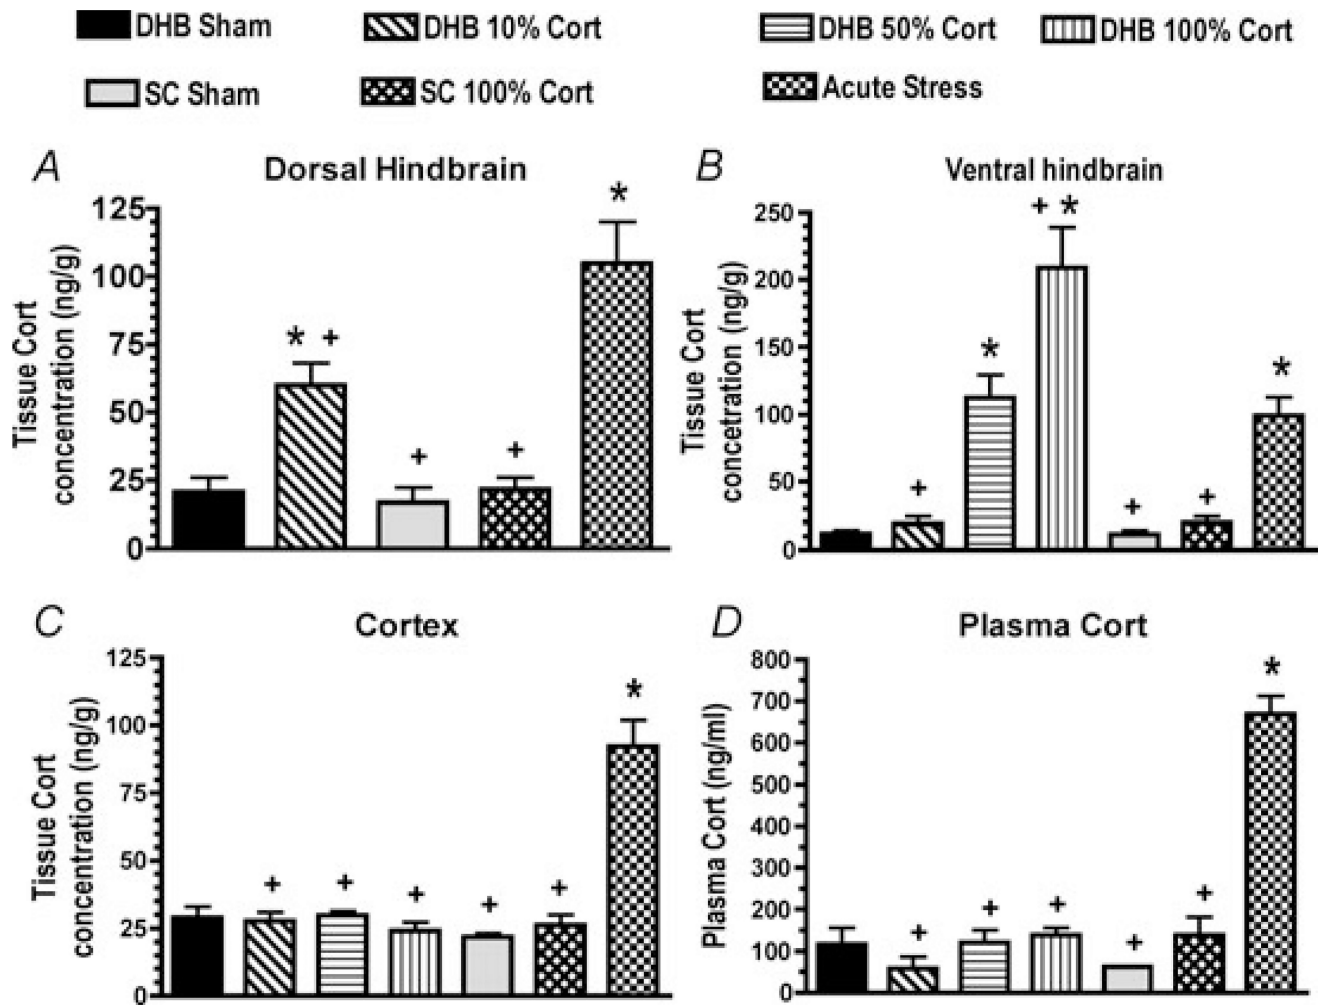 DHB Sham DHB 10% Cort DHB 50% Cort DHB 100% Cort
SC Sham SC 100% Cort Acute Stress
A Dorsal Hindbrain
Tissue Cort
concentration (ng/g)
125
100
75
50
25
0
*
* +
+
+
B Ventral hindbrain
Tissue Cort
concetration (ng/g)
250
200
150
100
50
0
+ *
*
*
+
+
+
C Cortex
Tissue Cort
concentration (ng/g)
125
100
75
50
25
0
*
+ + + + +
D Plasma Cort
Plasma Cort (ng/ml)
800
700
600
500
400
300
200
100
0
*
+ + + + +